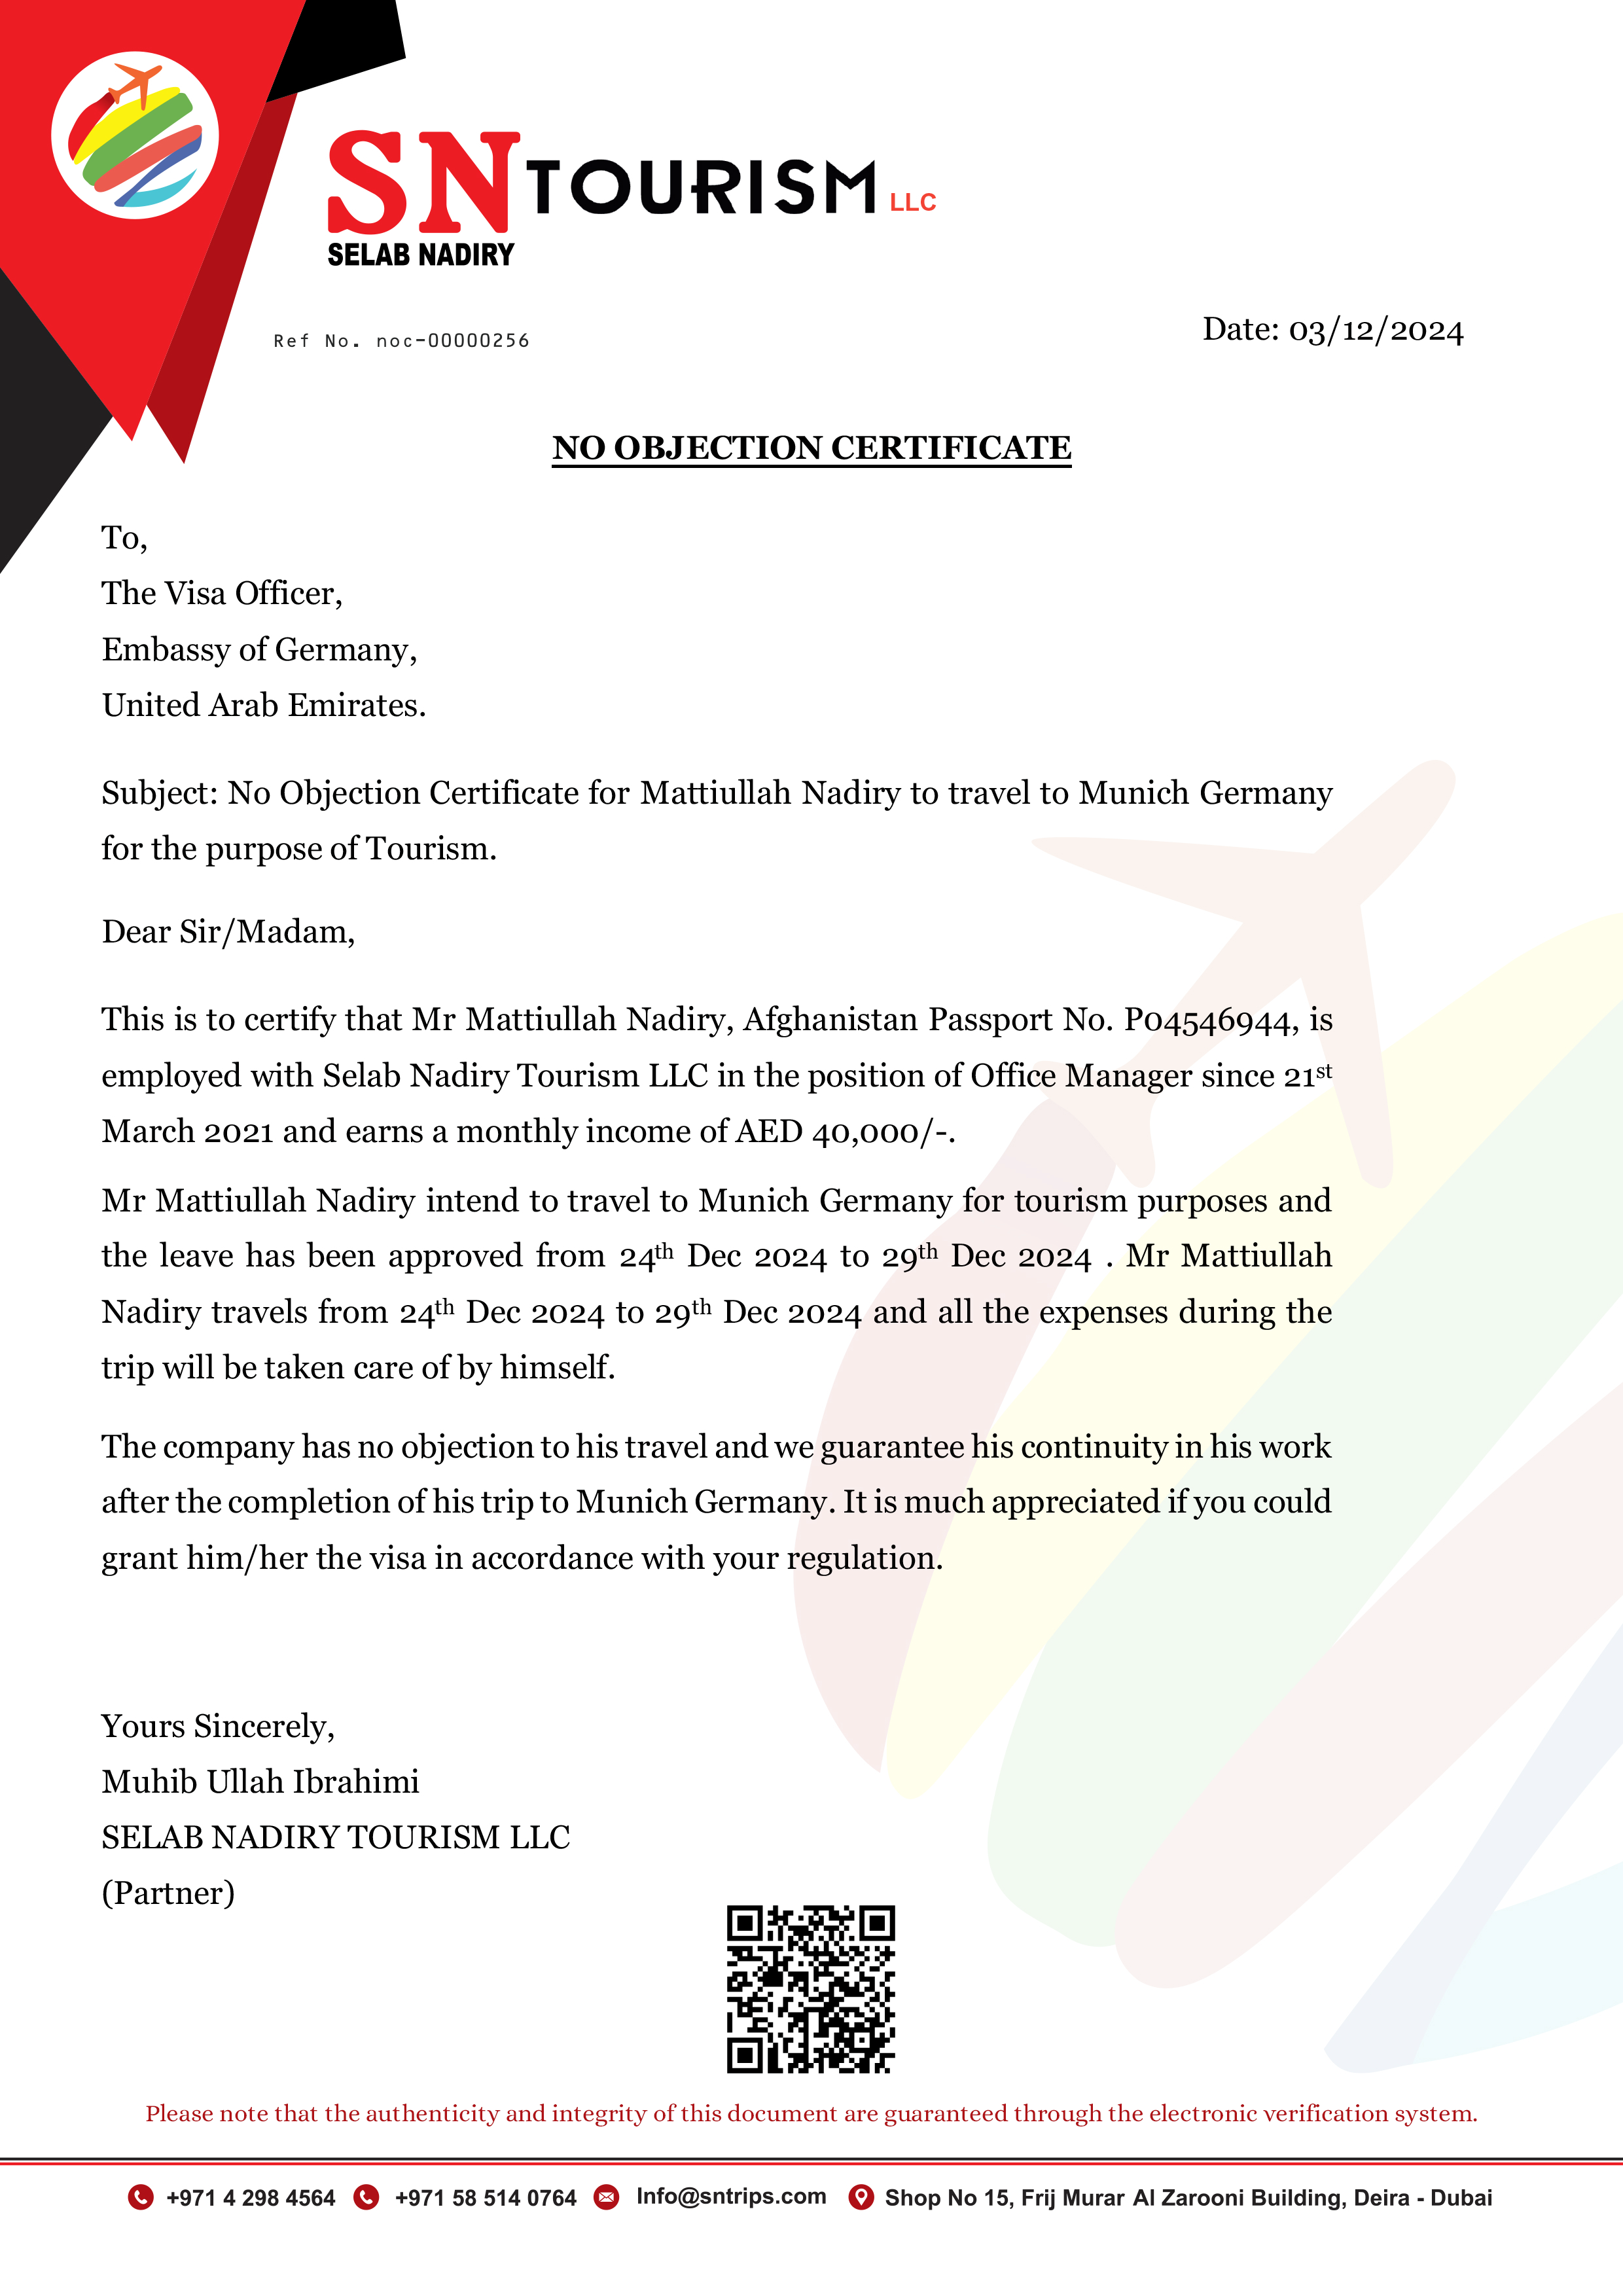 SN TOURISM LLC
SELAB NADIRY
Ref No. noc-00000256
Date: 03/12/2024
NO OBJECTION CERTIFICATE
To,
The Visa Officer,
Embassy of Germany,
United Arab Emirates.
Subject: No Objection Certificate for Mattiullah Nadiry to travel to Munich Germany
for the purpose of Tourism.
Dear Sir/Madam,
This is to certify that Mr Mattiullah Nadiry, Afghanistan Passport No. P04546944, is
employed with Selab Nadiry Tourism LLC in the position of Office Manager since 21st
March 2021 and earns a monthly income of AED 40,000/-.
Mr Mattiullah Nadiry intend to travel to Munich Germany for tourism purposes and
the leave has been approved from 24th Dec 2024 to 29th Dec 2024 . Mr Mattiullah
Nadiry travels from 24th Dec 2024 to 29th Dec 2024 and all the expenses during the
trip will be taken care of by himself.
The company has no objection to his travel and we guarantee his continuity in his work
after the completion of his trip to Munich Germany. It is much appreciated if you could
grant him/her the visa in accordance with your regulation.
Yours Sincerely,
Muhib Ullah Ibrahimi
SELAB NADIRY TOURISM LLC
(Partner)
Please note that the authenticity and integrity of this document are guaranteed through the electronic verification system.
+971 4 298 4564 +971 58 514 0764 Info@sntrips.com Shop No 15, Frij Murar Al Zarooni Building, Deira - Dubai